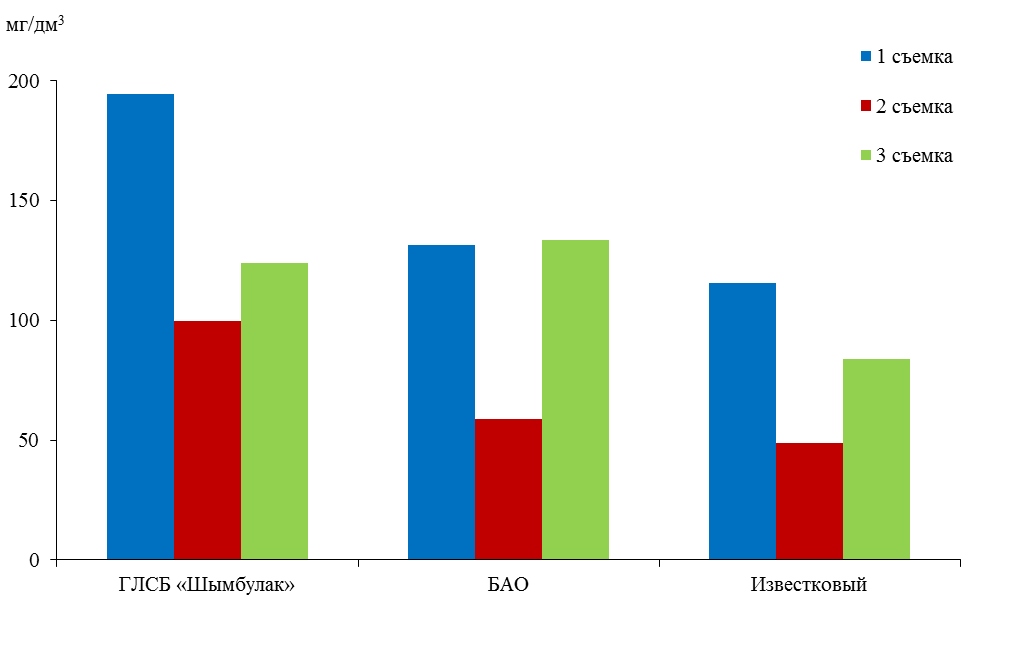 мг/дм³
1 съемка
2 съемка
3 съемка
200
150
100
50
0
ГЛСБ «Шымбулак»
БАО
Известковый